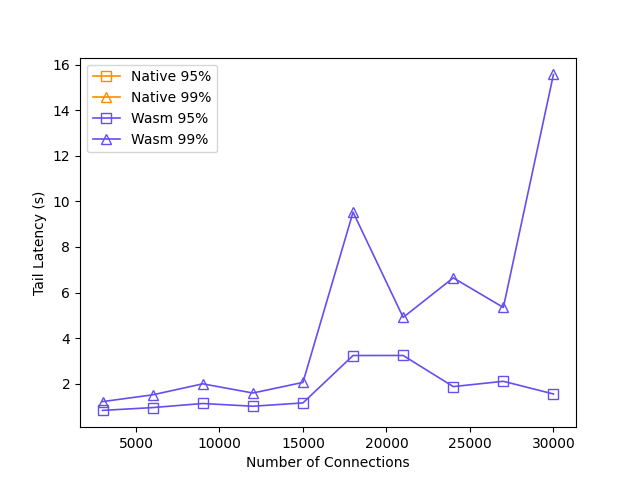 Native 95%
Native 99%
Wasm 95%
Wasm 99%
16
14
12
10
8
6
4
2
Tail Latency (s)
5000 10000 15000 20000 25000 30000
Number of Connections